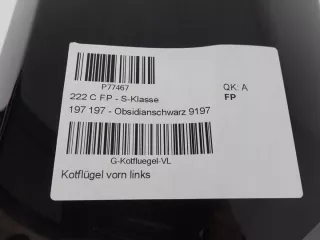 P77467
222 C FP - S-Klasse
QK: A
197 197 - Obsidianschwarz 9197
FP
G-Kotfluegel-VL
Kotflügel vorn links